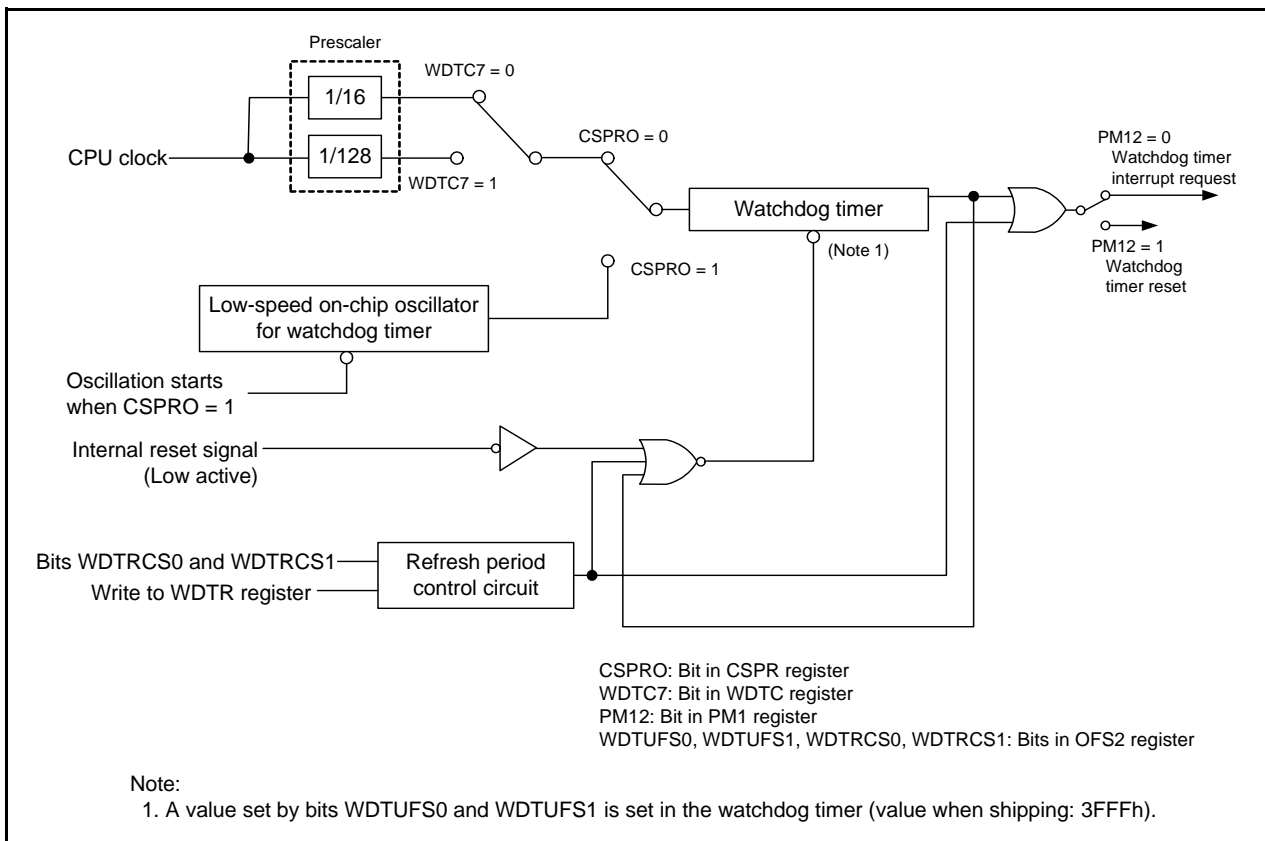 Prescaler
WDTC7 = 0
1/16
CSPRO = 0
PM12 = 0
Watchdog timer
interrupt request
CPU clock
1/128
WDTC7 = 1
Watchdog timer
(Note 1)
PM12 = 1
Watchdog
timer reset
CSPRO = 1
Low-speed on-chip oscillator
for watchdog timer
Oscillation starts
when CSPRO = 1
Internal reset signal
(Low active)
Bits WDTRCS0 and WDTRCS1
Write to WDTR register
Refresh period
control circuit
CSPRO: Bit in CSPR register
WDTC7: Bit in WDTC register
PM12: Bit in PM1 register
WDTUFS0, WDTUFS1, WDTRCS0, WDTRCS1: Bits in OFS2 register
Note:
1. A value set by bits WDTUFS0 and WDTUFS1 is set in the watchdog timer (value when shipping: 3FFFh).